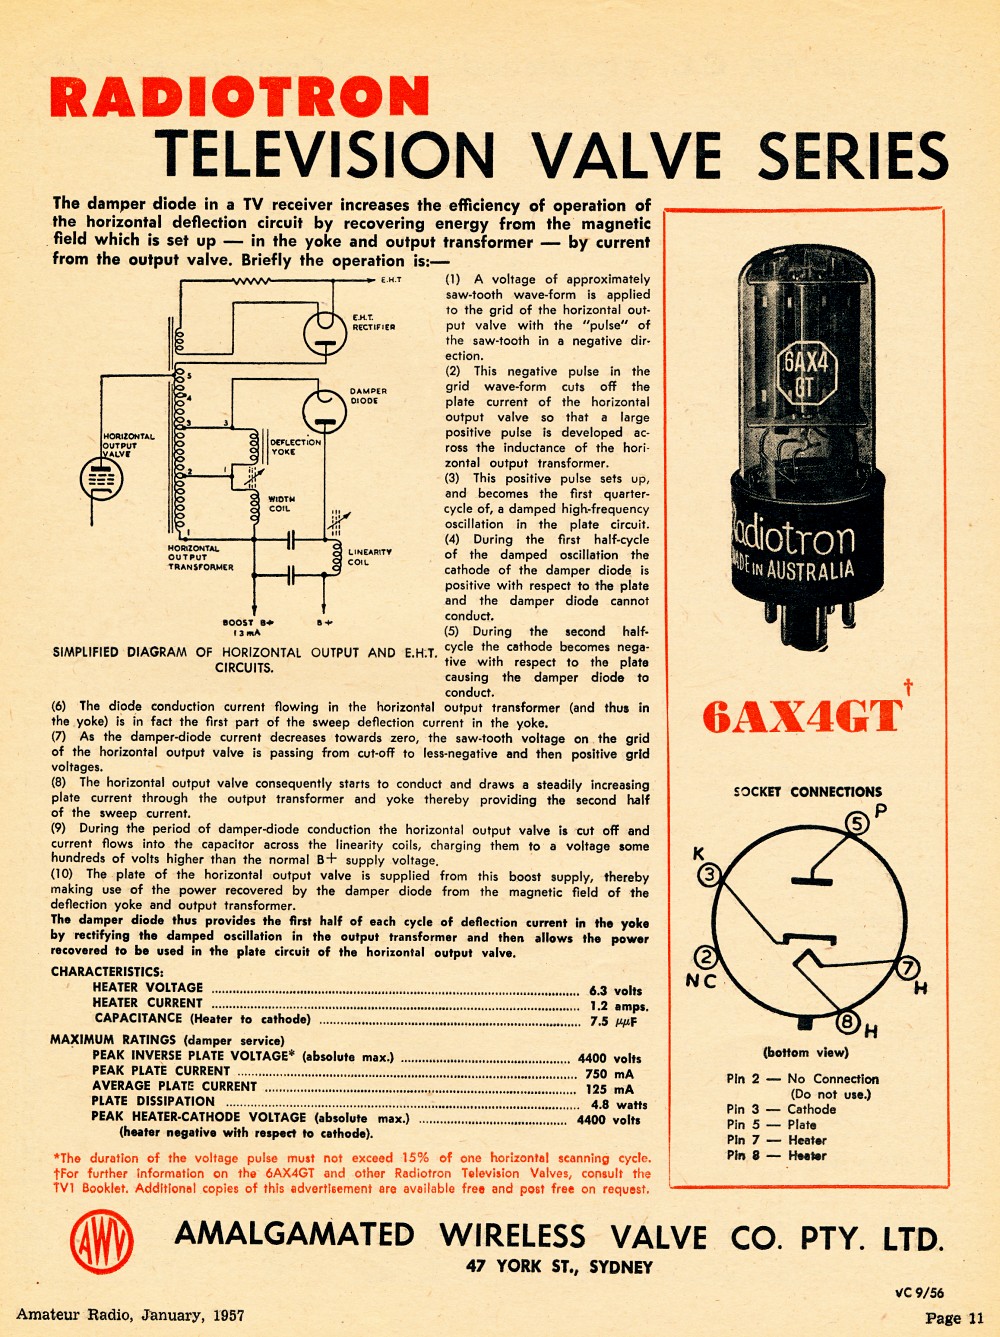 RADIOTRON
TELEVISION VALVE SERIES
The damper diode in a TV receiver increases the efficiency of operation of
the horizontal deflection circuit by recovering energy from the magnetic
field which is set up — in the yoke and output transformer — by current
from the output valve. Briefly the operation is:—
E.H.T
E.H.T.
RECTIFIER
5
4
DAMPER
DIODE
3
3
HORIZONTAL
OUTPUT
VALVE
DEFLECTION
YOKE
2
1
WIDTH
COIL
1
HORIZONTAL
OUTPUT
TRANSFORMER
LINEARITY
COIL
BOOST B+
13 mA
B+
SIMPLIFIED DIAGRAM OF HORIZONTAL OUTPUT AND E.H.T.
CIRCUITS.
(1) A voltage of approximately
saw-tooth wave-form is applied
to the grid of the horizontal out-
put valve with the "pulse" of
the saw-tooth in a negative dir-
ection.
(2) This negative pulse in the
grid wave-form cuts off the
plate current of the horizontal
output valve so that a large
positive pulse is developed ac-
ross the inductance of the hori-
zontal output transformer.
(3) This positive pulse sets up,
and becomes the first quarter-
cycle of, a damped high-frequency
oscillation in the plate circuit.
(4) During the first half-cycle
of the damped oscillation the
cathode of the damper diode is
positive with respect to the plate
and the damper diode cannot
conduct.
(5) During the second half-
cycle the cathode becomes nega-
tive with respect to the plate
causing the damper diode to
conduct.
(6) The diode conduction current flowing in the horizontal output transformer (and thus in
the yoke) is in fact the first part of the sweep deflection current in the yoke.
(7) As the damper-diode current decreases towards zero, the saw-tooth voltage on the grid
of the horizontal output valve is passing from cut-off to less-negative and then positive grid
voltages.
(8) The horizontal output valve consequently starts to conduct and draws a steadily increasing
plate current through the output transformer and yoke thereby providing the second half
of the sweep current.
(9) During the period of damper-diode conduction the horizontal output valve is cut off and
current flows into the capacitor across the linearity coils, charging them to a voltage some
hundreds of volts higher than the normal B+ supply voltage.
(10) The plate of the horizontal output valve is supplied from this boost supply, thereby
making use of the power recovered by the damper diode from the magnetic field of the
deflection yoke and output transformer.
The damper diode thus provides the first half of each cycle of deflection current in the yoke
by rectifying the damped oscillation in the output transformer and then allows the power
recovered to be used in the plate circuit of the horizontal output valve.
CHARACTERISTICS:
HEATER VOLTAGE ........ 6.3 volts
HEATER CURRENT ........ 1.2 amps.
CAPACITANCE (Heater to cathode) ........ 7.5 μμF
MAXIMUM RATINGS (damper service)
PEAK INVERSE PLATE VOLTAGE* (absolute max.) ........ 4400 volts
PEAK PLATE CURRENT ........ 750 mA
AVERAGE PLATE CURRENT ........ 125 mA
PLATE DISSIPATION ........ 4.8 watts
PEAK HEATER-CATHODE VOLTAGE (absolute max.) ........ 4400 volts
(heater negative with respect to cathode).
*The duration of the voltage pulse must not exceed 15% of one horizontal scanning cycle.
†For further information on the 6AX4GT and other Radiotron Television Valves, consult the
TV1 Booklet. Additional copies of this advertisement are available free and post free on request.
6AX4
GT
Radiotron
MADE IN AUSTRALIA
6AX4GT†
SOCKET CONNECTIONS
5 P
K
3
2
NC
7
H
8 H
(bottom view)
Pin 2 — No Connection
(Do not use.)
Pin 3 — Cathode
Pin 5 — Plate
Pin 7 — Heater
Pin 8 — Heater
AWV
AMALGAMATED WIRELESS VALVE CO. PTY. LTD.
47 YORK ST., SYDNEY
VC 9/56
Amateur Radio, January, 1957
Page 11